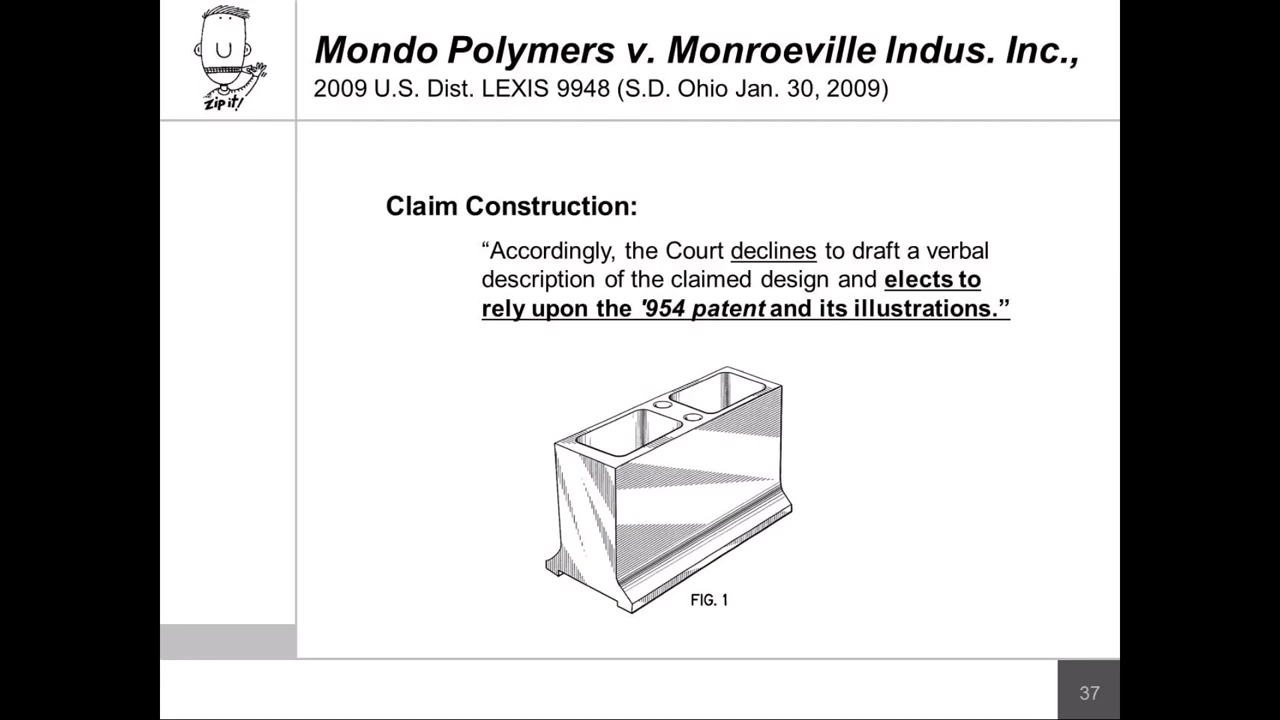 Mondo Polymers v. Monroeville Indus. Inc.,
2009 U.S. Dist. LEXIS 9948 (S.D. Ohio Jan. 30, 2009)
zip it!
Claim Construction:
“Accordingly, the Court declines to draft a verbal
description of the claimed design and elects to
rely upon the '954 patent and its illustrations.”
FIG. 1
37